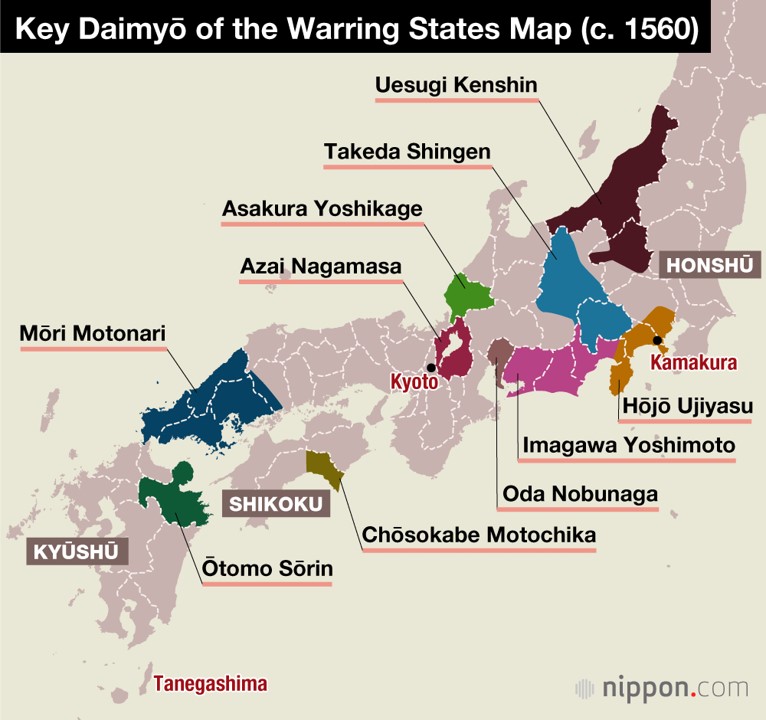 Key Daimyō of the Warring States Map (c. 1560)
Uesugi Kenshin
Takeda Shingen
Asakura Yoshikage
Azai Nagamasa
HONSHŪ
Mōri Motonari
Kyoto
Kamakura
Hōjō Ujiyasu
Imagawa Yoshimoto
Oda Nobunaga
SHIKOKU
Chōsokabe Motochika
KYŪSHŪ
Ōtomo Sōrin
Tanegashima
nippon.com